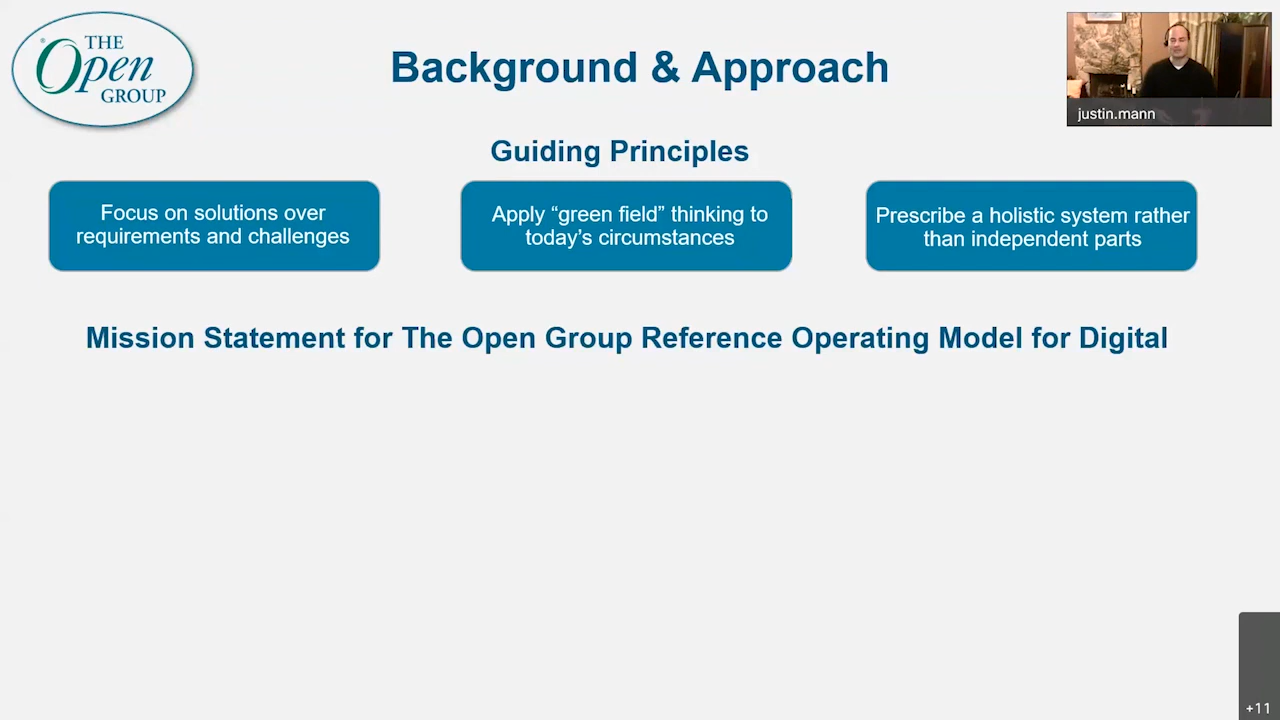 THE
Open
GROUP
®
Background & Approach
justin.mann
Guiding Principles
Focus on solutions over
requirements and challenges
Apply “green field” thinking to
today’s circumstances
Prescribe a holistic system rather
than independent parts
Mission Statement for The Open Group Reference Operating Model for Digital
+11